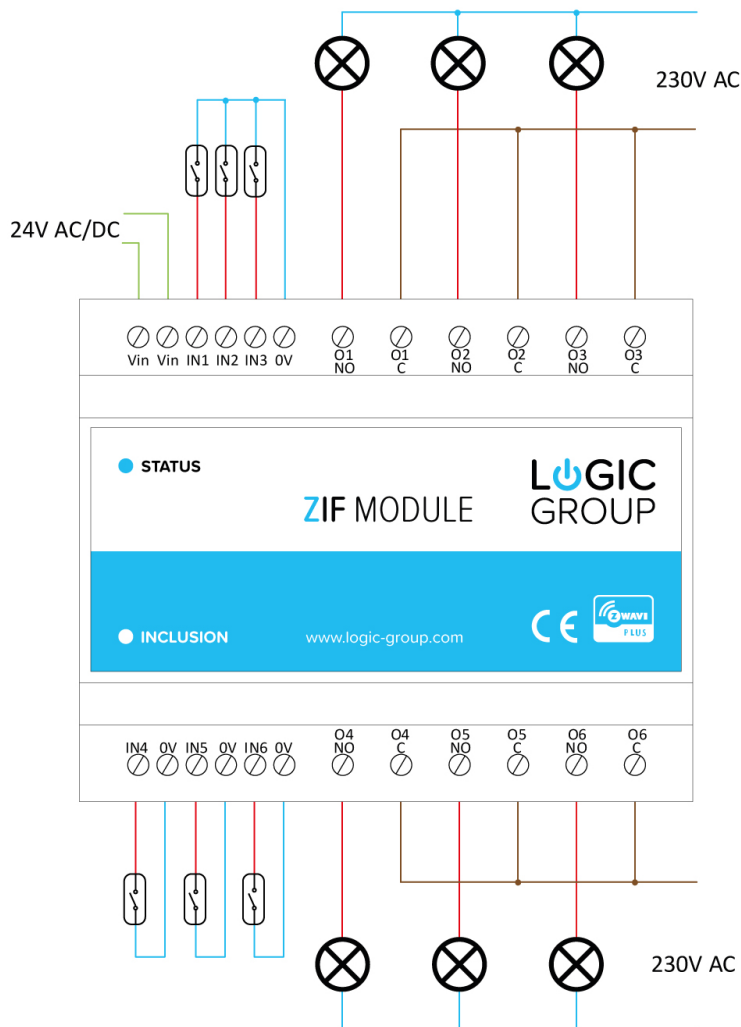 230V AC
24V AC/DC
Vin Vin IN1 IN2 IN3 0V
O1 O1 O2 O2 O3 O3
NO C NO C NO C
STATUS
LOGIC
ZIF MODULE
GROUP
INCLUSION
www.logic-group.com
CE
Z WAVE
PLUS
O4 O4 O5 O5 O6 O6
IN4 0V IN5 0V IN6 0V
NO C NO C NO C
230V AC